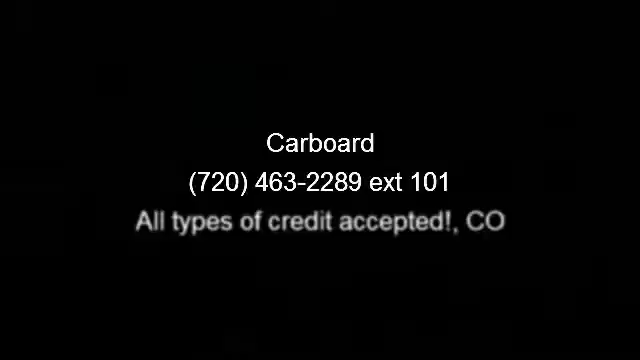 Carboard
(720) 463-2289 ext 101
All types of credit accepted!, CO